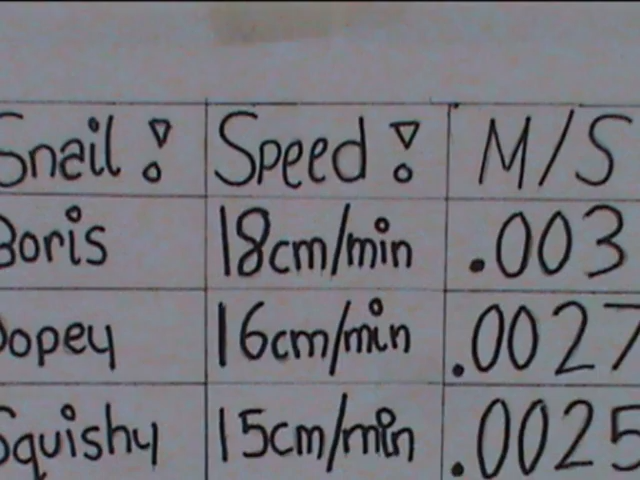 Snail! Speed! M/S
Boris 18cm/min .003
Dopey 16cm/min .0027
Squishy 15cm/min .0025